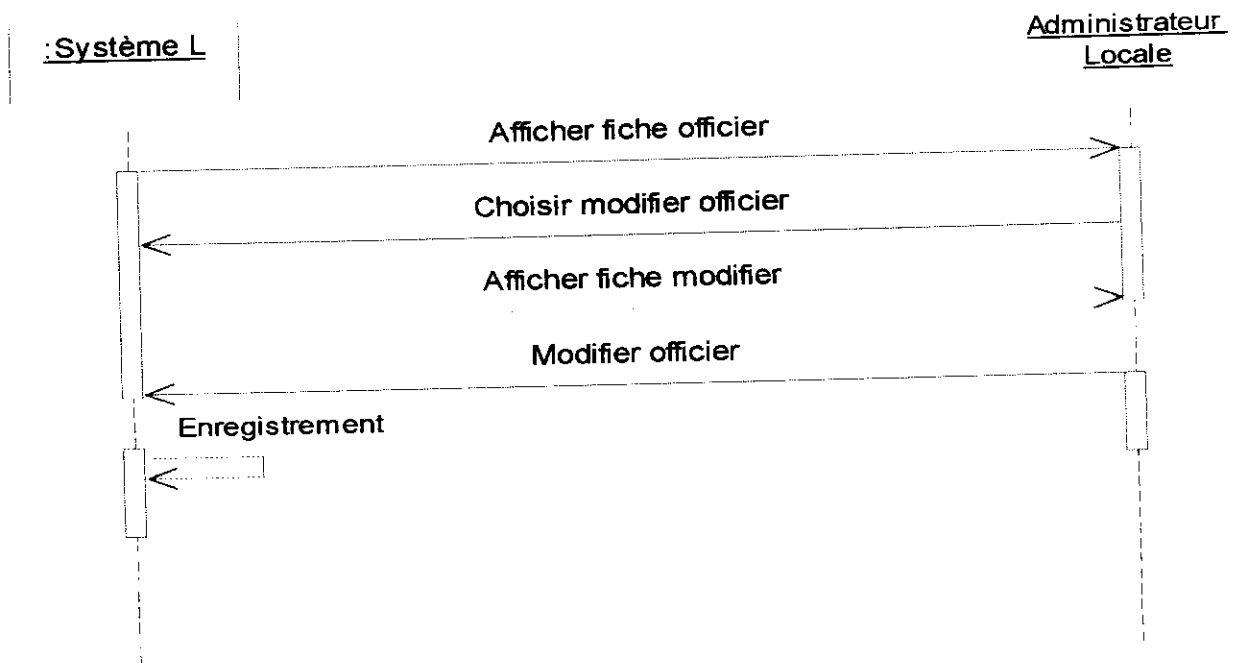 :Système L
Administrateur
Locale
Afficher fiche officier
Choisir modifier officier
Afficher fiche modifier
Modifier officier
Enregistrement